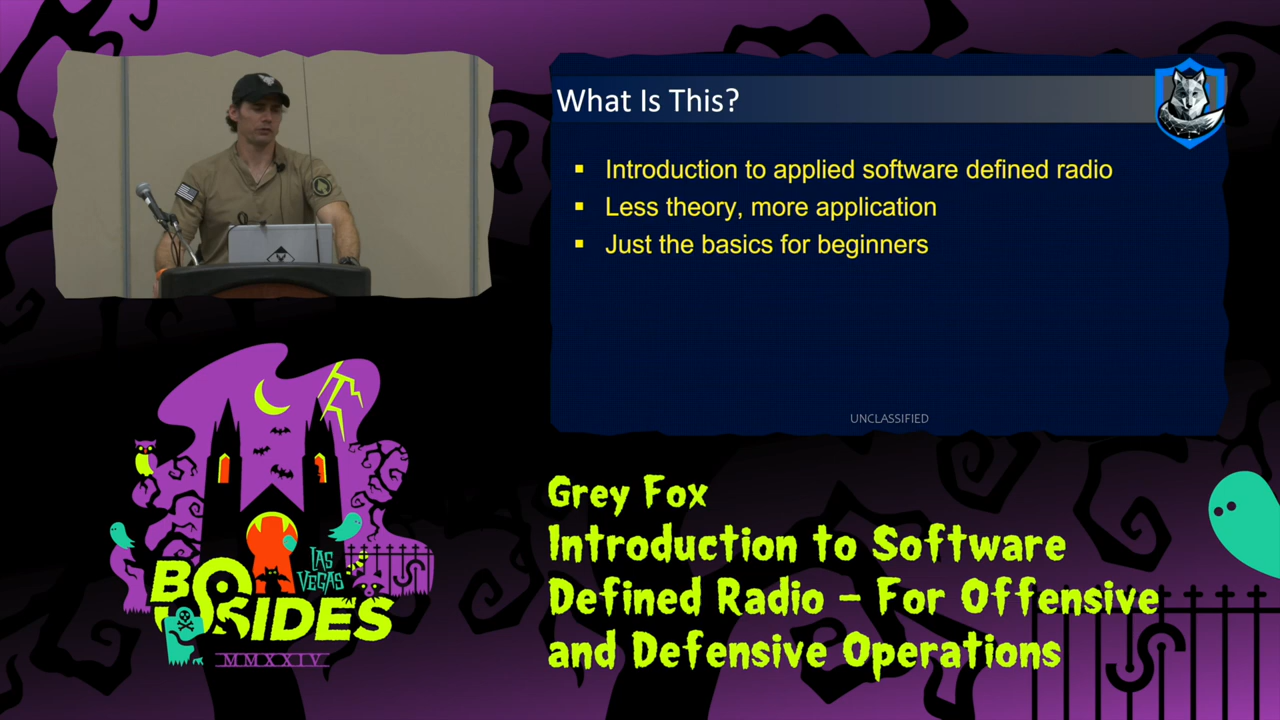 What Is This?
▪ Introduction to applied software defined radio
▪ Less theory, more application
▪ Just the basics for beginners
UNCLASSIFIED
LAS
VEGAS
BSIDES
MMXXIV
Grey Fox
Introduction to Software
Defined Radio – For Offensive
and Defensive Operations